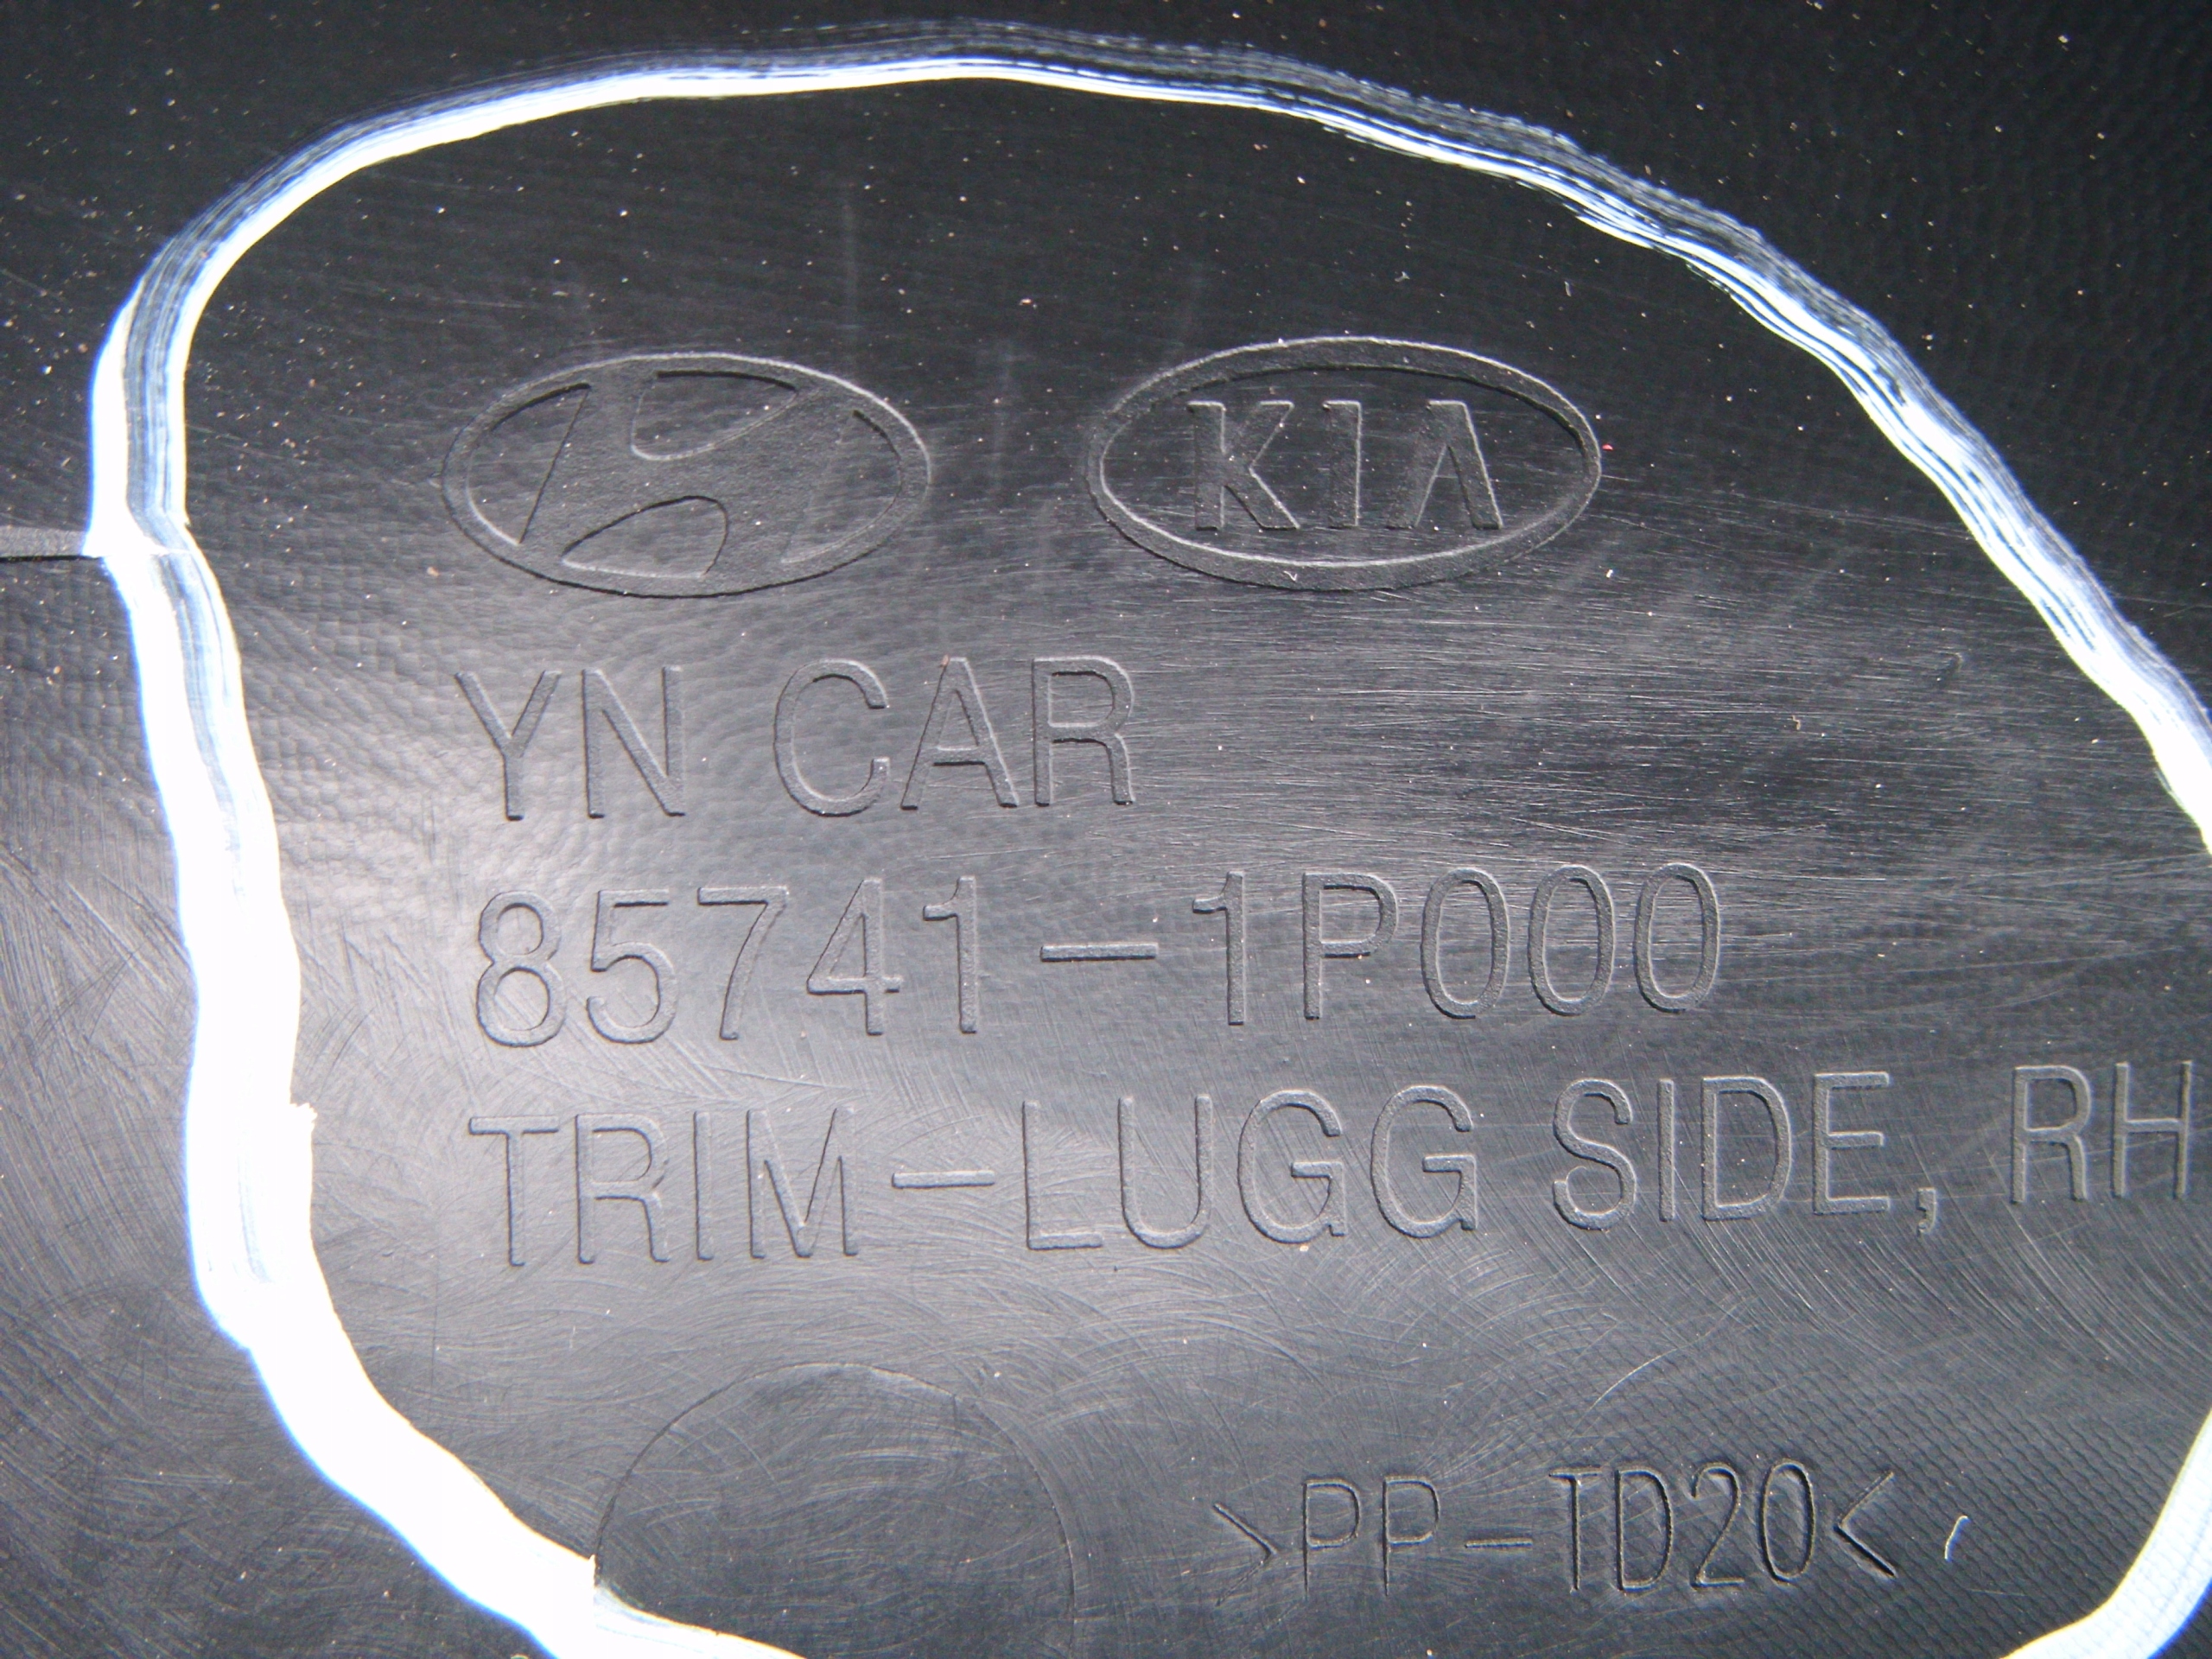 KIA
YN CAR
85741-1P000
TRIM-LUGG SIDE, RH
>PP-TD20<